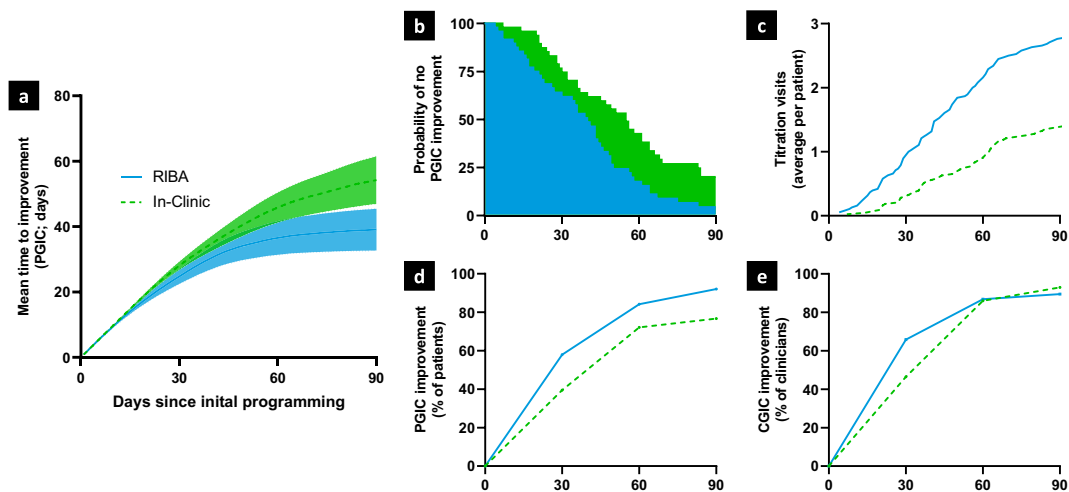 a
Mean time to improvement
(PGIC; days)
80
60
40
20
0
0
30
60
90
Days since inital programming
RIBA
In-Clinic
b
Probability of no
PGIC improvement
100
75
50
25
0
0
30
60
90
c
Titration visits
(average per patient)
3
2
1
0
0
30
60
90
d
PGIC improvement
(% of patients)
100
80
60
40
20
0
0
30
60
90
e
CGIC improvement
(% of clinicians)
100
80
60
40
20
0
0
30
60
90